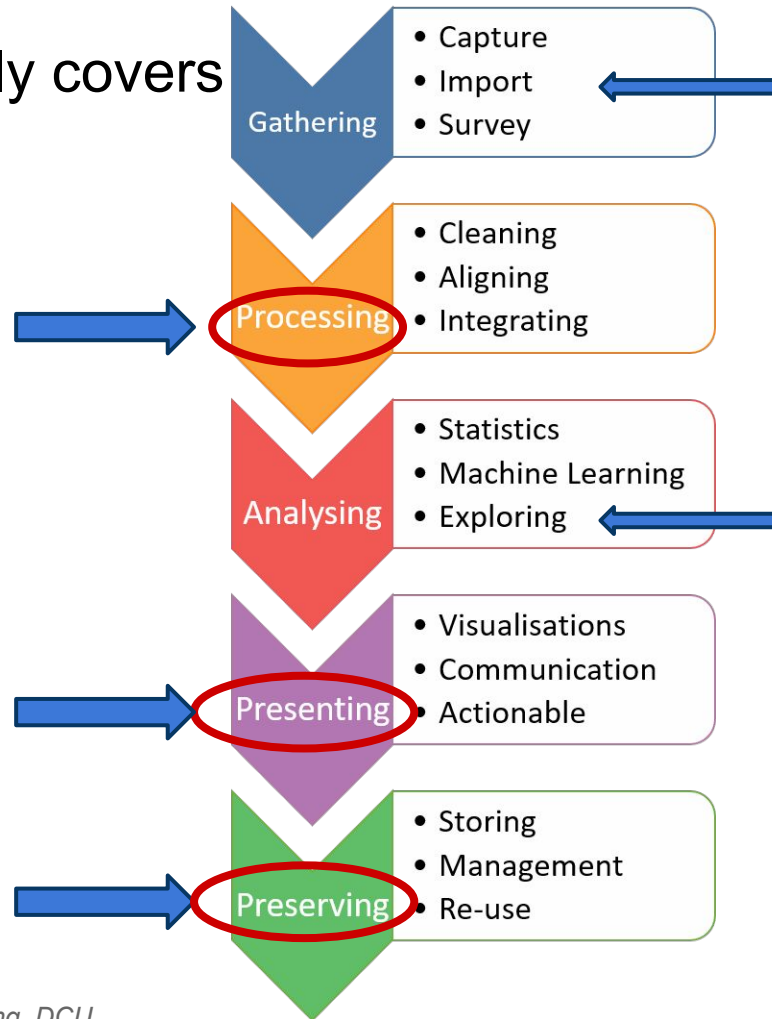 ly covers
Gathering
• Capture
• Import
• Survey
Processing
• Cleaning
• Aligning
• Integrating
Analysing
• Statistics
• Machine Learning
• Exploring
Presenting
• Visualisations
• Communication
• Actionable
Preserving
• Storing
• Management
• Re-use
DCU